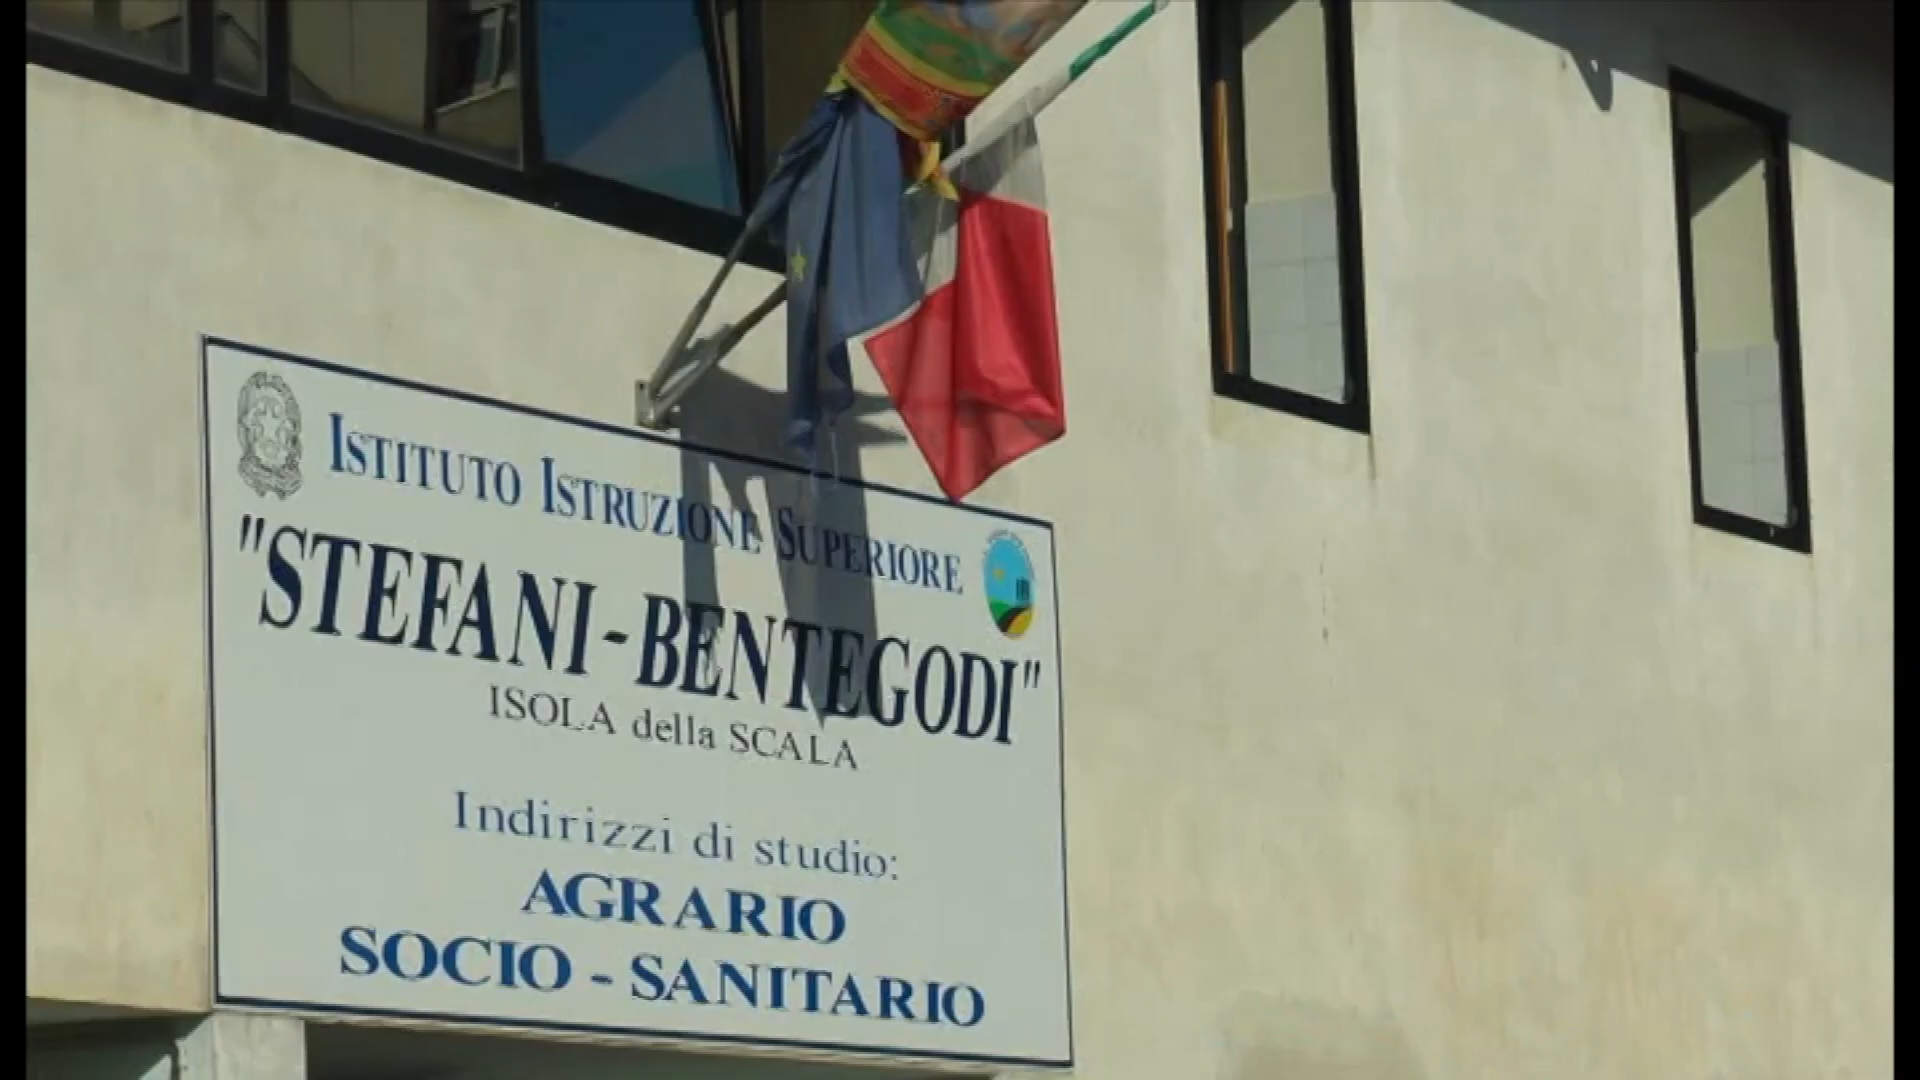 ISTITUTO ISTRUZIONE SUPERIORE
"STEFANI-BENTEGODI"
ISOLA della SCALA
Indirizzi di studio:
AGRARIO
SOCIO - SANITARIO